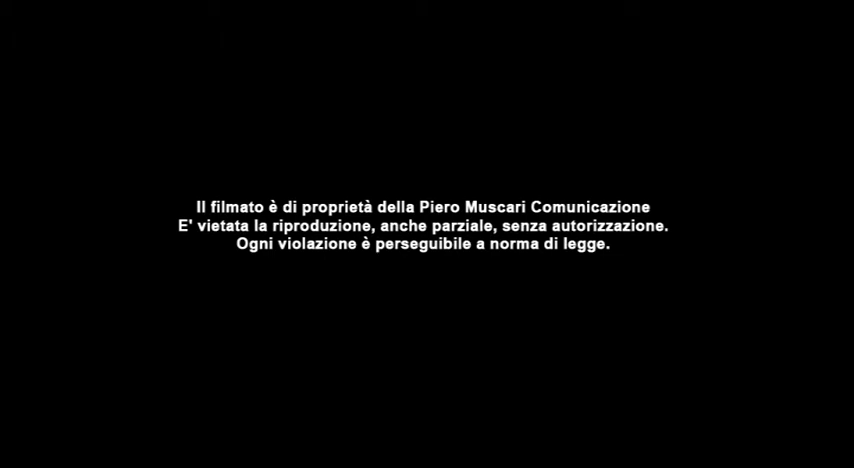 Il filmato è di proprietà della Piero Muscari Comunicazione
E' vietata la riproduzione, anche parziale, senza autorizzazione.
Ogni violazione è perseguibile a norma di legge.